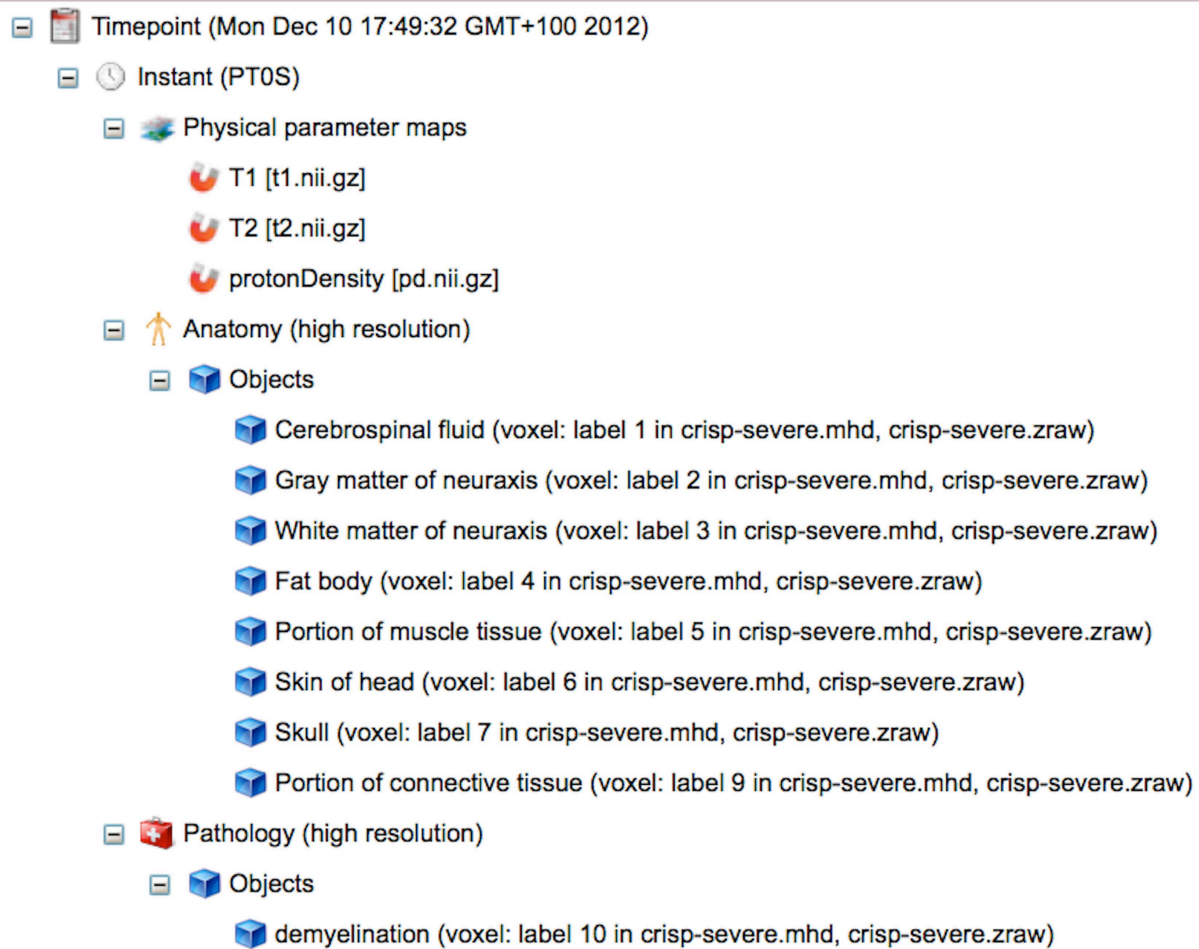 Timepoint (Mon Dec 10 17:49:32 GMT+100 2012)
Instant (PT0S)
Physical parameter maps
T1 [t1.nii.gz]
T2 [t2.nii.gz]
protonDensity [pd.nii.gz]
Anatomy (high resolution)
Objects
Cerebrospinal fluid (voxel: label 1 in crisp-severe.mhd, crisp-severe.zraw)
Gray matter of neuraxis (voxel: label 2 in crisp-severe.mhd, crisp-severe.zraw)
White matter of neuraxis (voxel: label 3 in crisp-severe.mhd, crisp-severe.zraw)
Fat body (voxel: label 4 in crisp-severe.mhd, crisp-severe.zraw)
Portion of muscle tissue (voxel: label 5 in crisp-severe.mhd, crisp-severe.zraw)
Skin of head (voxel: label 6 in crisp-severe.mhd, crisp-severe.zraw)
Skull (voxel: label 7 in crisp-severe.mhd, crisp-severe.zraw)
Portion of connective tissue (voxel: label 9 in crisp-severe.mhd, crisp-severe.zraw)
Pathology (high resolution)
Objects
demyelination (voxel: label 10 in crisp-severe.mhd, crisp-severe.zraw)